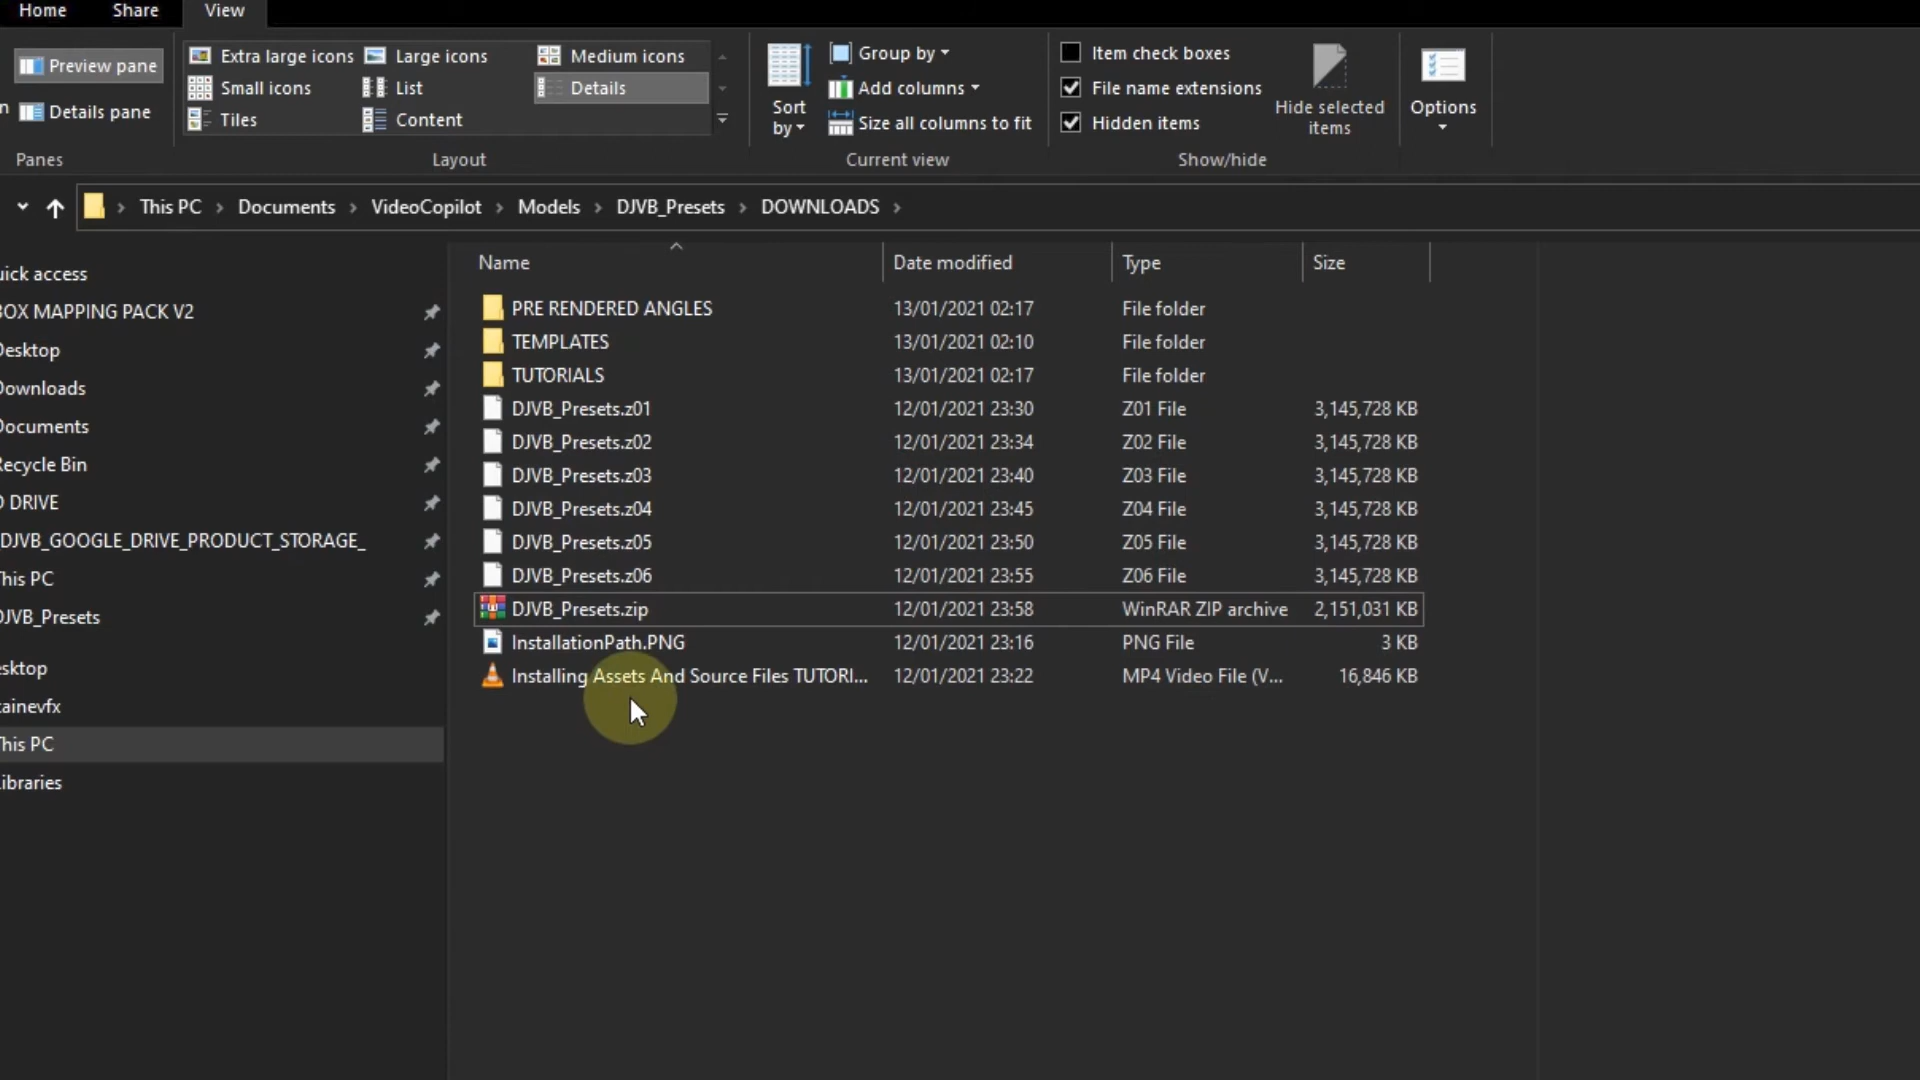 Home Share View
Preview pane
Details pane
Panes
Extra large icons Large icons Medium icons
Small icons List Details
Tiles Content
Layout
Sort by
Group by
Add columns
Size all columns to fit
Current view
Item check boxes
File name extensions
Hidden items
Hide selected items
Show/hide
Options
This PC Documents VideoCopilot Models DJVB_Presets DOWNLOADS
uick access
BOX MAPPING PACK V2
Desktop
Downloads
Documents
Recycle Bin
D DRIVE
DJVB_GOOGLE_DRIVE_PRODUCT_STORAGE_
This PC
DJVB_Presets
esktop
ainevfx
This PC
ibraries
Name Date modified Type Size
PRE RENDERED ANGLES 13/01/2021 02:17 File folder
TEMPLATES 13/01/2021 02:10 File folder
TUTORIALS 13/01/2021 02:17 File folder
DJVB_Presets.z01 12/01/2021 23:30 Z01 File 3,145,728 KB
DJVB_Presets.z02 12/01/2021 23:34 Z02 File 3,145,728 KB
DJVB_Presets.z03 12/01/2021 23:40 Z03 File 3,145,728 KB
DJVB_Presets.z04 12/01/2021 23:45 Z04 File 3,145,728 KB
DJVB_Presets.z05 12/01/2021 23:50 Z05 File 3,145,728 KB
DJVB_Presets.z06 12/01/2021 23:55 Z06 File 3,145,728 KB
DJVB_Presets.zip 12/01/2021 23:58 WinRAR ZIP archive 2,151,031 KB
InstallationPath.PNG 12/01/2021 23:16 PNG File 3 KB
Installing Assets And Source Files TUTORI... 12/01/2021 23:22 MP4 Video File (V... 16,846 KB